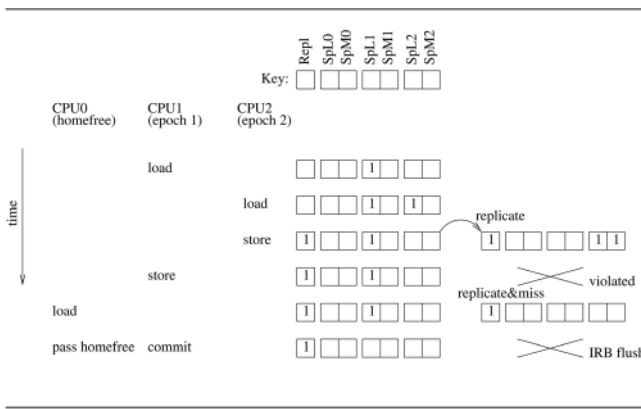 Repl SpL0 SpM0 SpL1 SpM1 SpL2 SpM2
Key:
CPU0 CPU1 CPU2
(homefree) (epoch 1) (epoch 2)
time
load 1
load 1 1
replicate
store 1 1 1 1 1
store 1 1 violated
replicate&miss
load 1 1 1
pass homefree commit 1 IRB flush